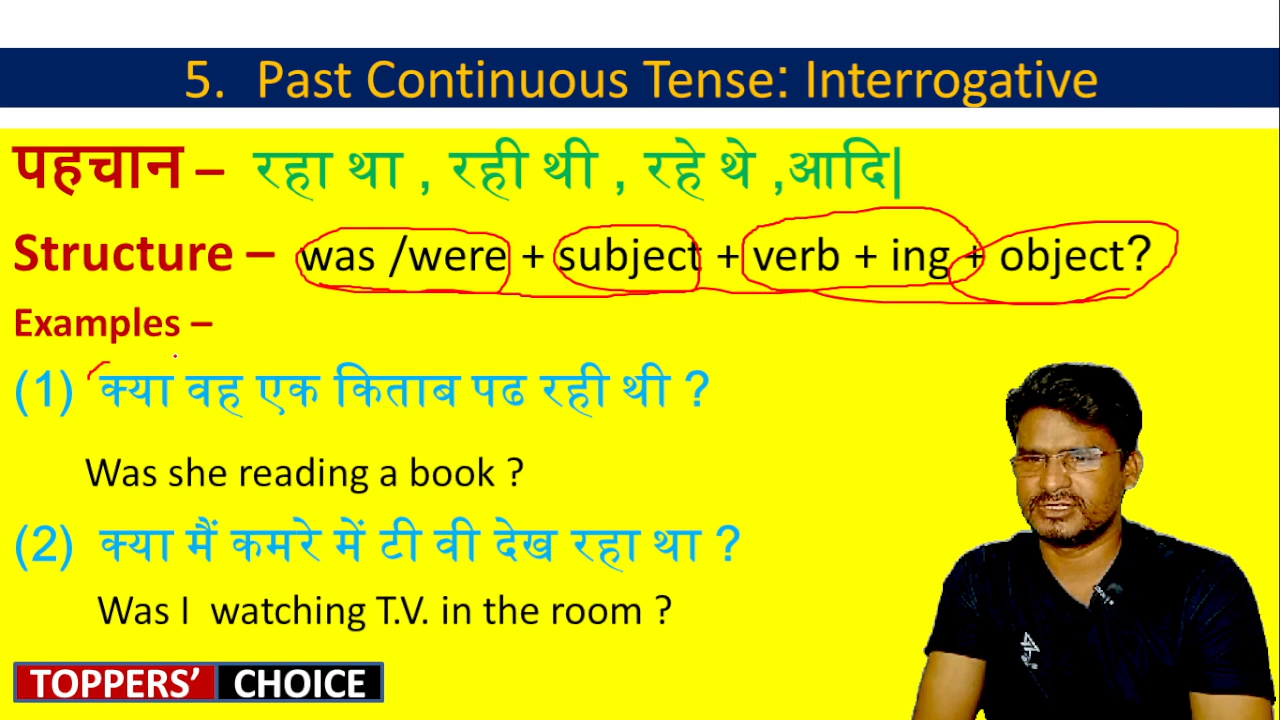 5. Past Continuous Tense: Interrogative
पहचान – रहा था , रही थी , रहे थे ,आदि|
Structure – was /were + subject + verb + ing + object?
Examples –
(1) क्या वह एक किताब पढ रही थी ?
Was she reading a book ?
(2) क्या मैं कमरे में टी वी देख रहा था ?
Was I watching T.V. in the room ?
TOPPERS’ CHOICE